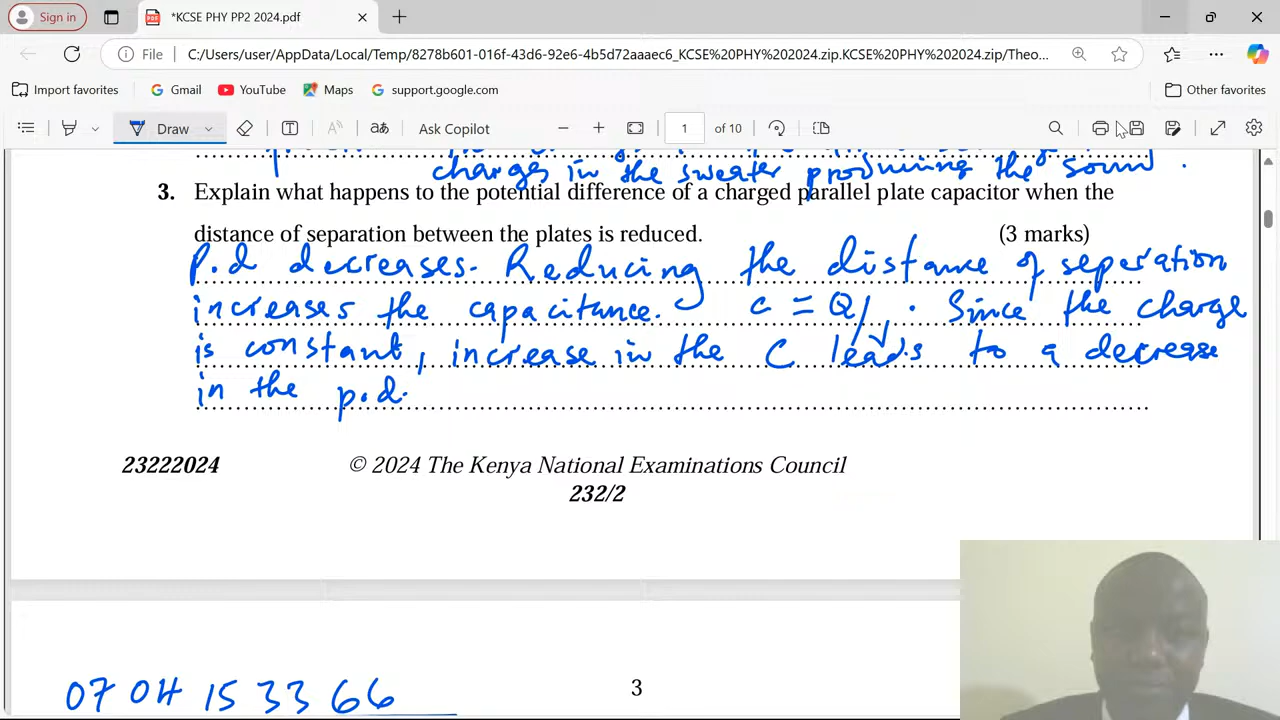 Sign in
*KCSE PHY PP2 2024.pdf
File
C:/Users/user/AppData/Local/Temp/8278b601-016f-43d6-92e6-4b5d72aaaec6_KCSE%20PHY%202024.zip.KCSE%20PHY%202024.zip/Theo...
Import favorites
Gmail
YouTube
Maps
support.google.com
Other favorites
Draw
Ask Copilot
1 of 10
charges in the sweater producing the sound.
3. Explain what happens to the potential difference of a charged parallel plate capacitor when the
distance of separation between the plates is reduced. (3 marks)
P.d decreases. Reducing the distance of seperation
increases the capacitance. C = Q/V. Since the charge
is constant, increase in the C leads to a decrease
in the p.d.
23222024 © 2024 The Kenya National Examinations Council
232/2
3
07 04 15 33 66